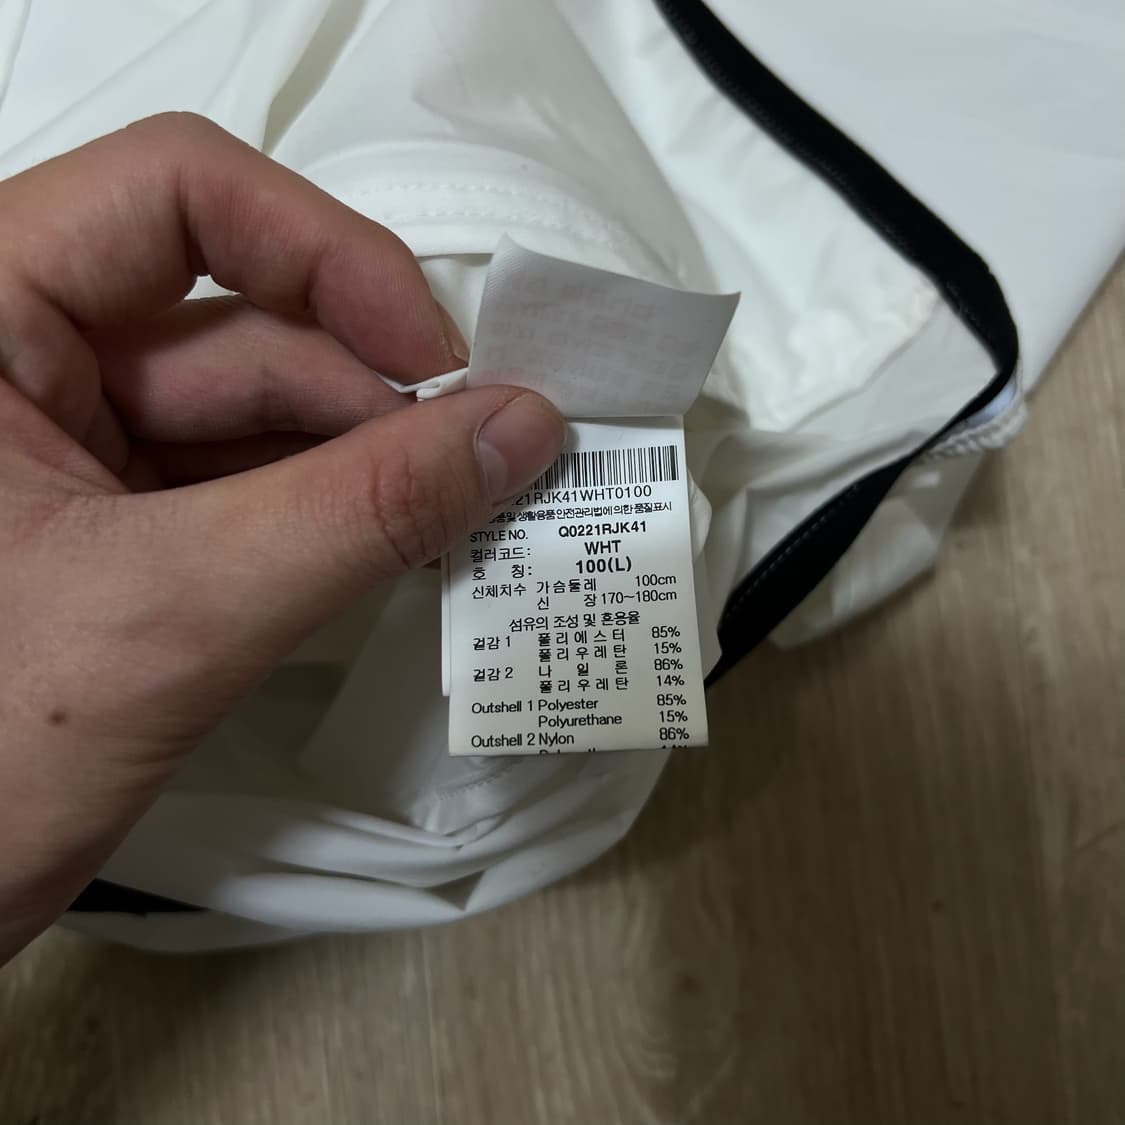 21RJK41WHT0100
품및생활용품안전관리법에의한 품질표시
STYLE NO. Q0221RJK41
컬러코드: WHT
호 칭: 100(L)
신체치수 가슴둘레 100cm
신 장 170~180cm
섬유의 조성 및 혼용율
겉감 1 폴리에스터 85%
폴리우레탄 15%
겉감 2 나일론 86%
폴리우레탄 14%
Outshell 1 Polyester 85%
Polyurethane 15%
Outshell 2 Nylon 86%